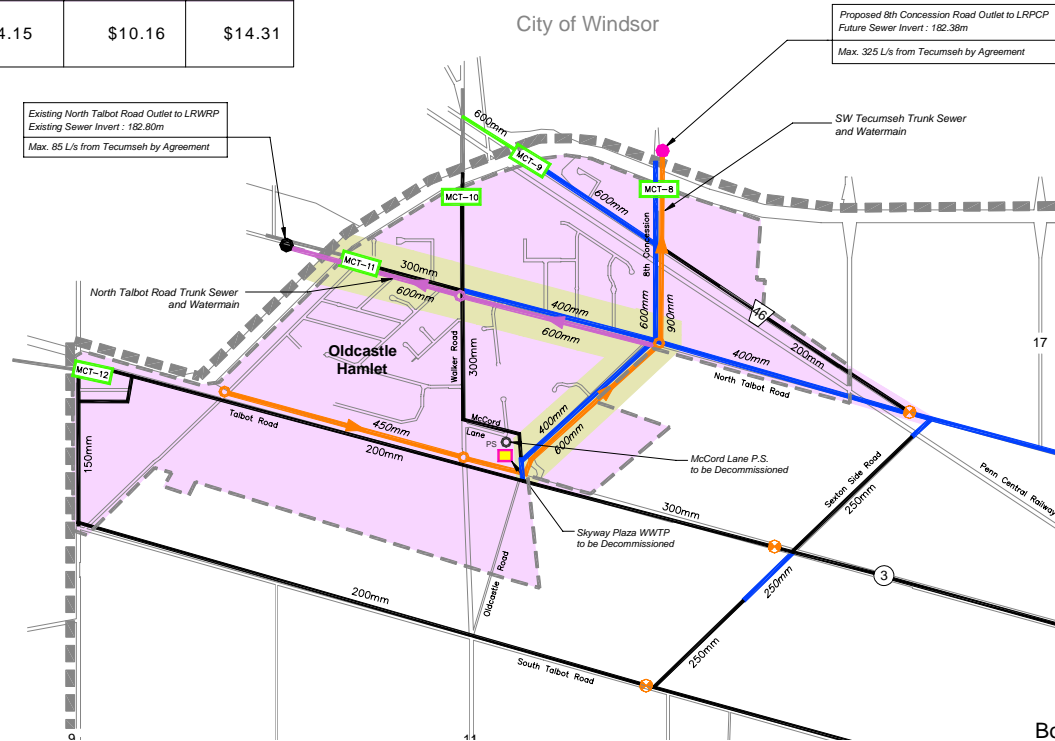 4.15 $10.16 $14.31
City of Windsor
Proposed 8th Concession Road Outlet to LRPCP
Future Sewer Invert : 182.38m
Max. 325 L/s from Tecumseh by Agreement
Existing North Talbot Road Outlet to LRWRP
Existing Sewer Invert : 182.80m
Max. 85 L/s from Tecumseh by Agreement
SW Tecumseh Trunk Sewer
and Watermain
600mm
MCT-9
MCT-8
MCT-10
600mm
8th Concession
MCT-11
300mm
600mm
North Talbot Road Trunk Sewer
and Watermain
400mm
600mm
600mm
900mm
46
200mm
17
Oldcastle
Hamlet
Walker Road
300mm
400mm
North Talbot Road
MCT-12
Talbot Road
450mm
200mm
McCord
Lane
PS
400mm
600mm
150mm
McCord Lane P.S.
to be Decommissioned
Sexton Side Road
250mm
Penn Central Railway
300mm
Skyway Plaza WWTP
to be Decommissioned
Oldcastle Road
3
250mm
200mm
250mm
South Talbot Road
9
11
Bo